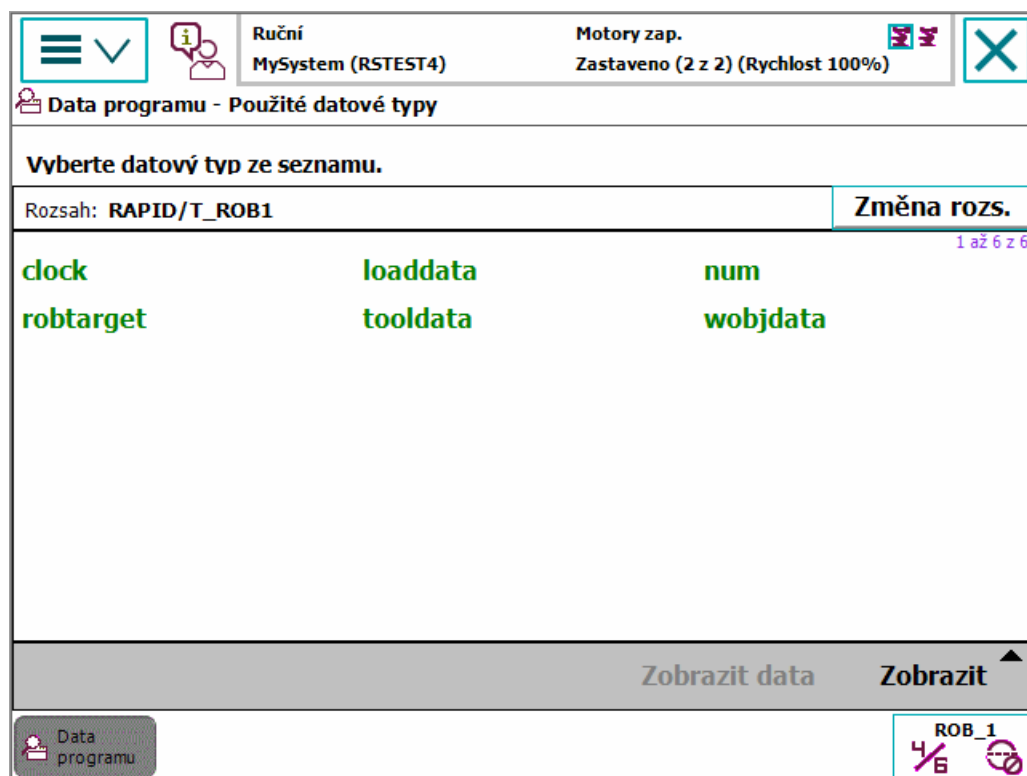 Ruční
MySystem (RSTEST4)
Motory zap.
Zastaveno (2 z 2) (Rychlost 100%)
Data programu - Použité datové typy
Vyberte datový typ ze seznamu.
Rozsah: RAPID/T_ROB1
Změna rozs.
1 až 6 z 6
clock loaddata num
robtarget tooldata wobjdata
Zobrazit data Zobrazit
Data
programu
ROB_1
4/6